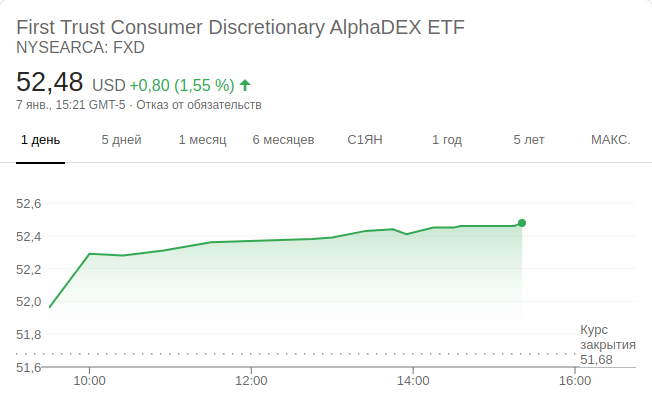 First Trust Consumer Discretionary AlphaDEX ETF
NYSEARCA: FXD
52,48 USD +0,80 (1,55 %)
7 янв., 15:21 GMT-5 · Отказ от обязательств
1 день 5 дней 1 месяц 6 месяцев С1ЯН 1 год 5 лет МАКС.
52,6
52,4
52,2
52,0
51,8
51,6
Курс
закрытия
51,68
10:00 12:00 14:00 16:00